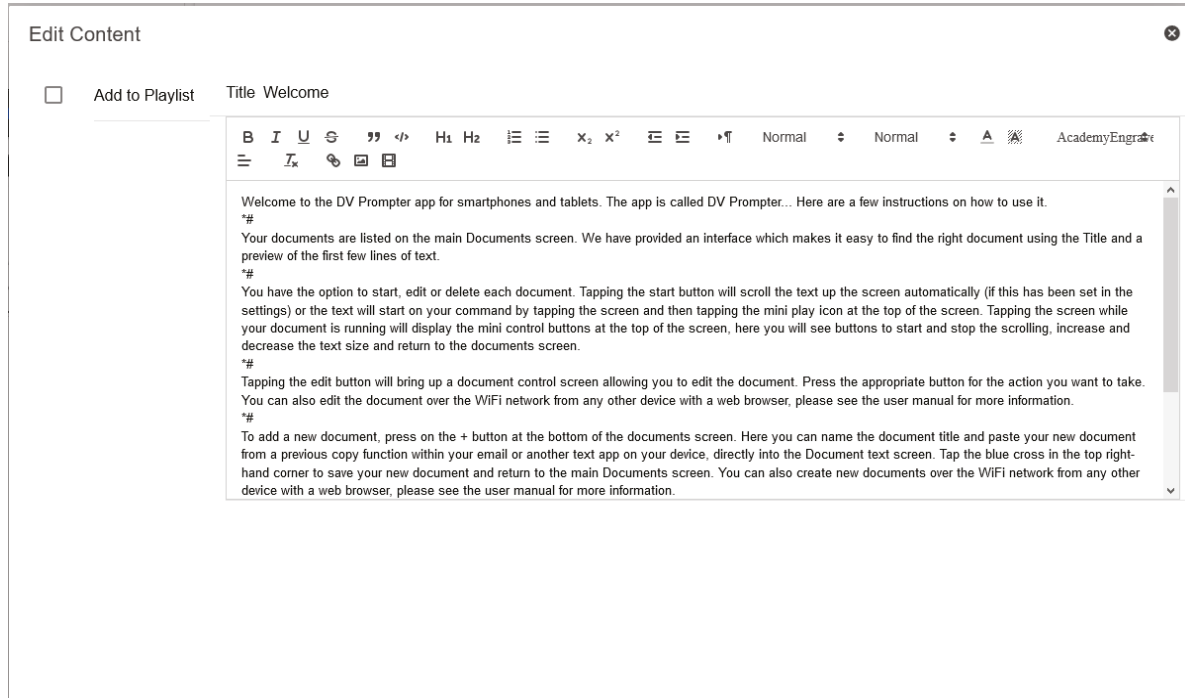 Edit Content
Add to Playlist
Title Welcome
B I U S ” </> H1 H2 X2 X² ¶ Normal Normal A A AcademyEngrave
Tx
Welcome to the DV Prompter app for smartphones and tablets. The app is called DV Prompter... Here are a few instructions on how to use it.
*#
Your documents are listed on the main Documents screen. We have provided an interface which makes it easy to find the right document using the Title and a
preview of the first few lines of text.
*#
You have the option to start, edit or delete each document. Tapping the start button will scroll the text up the screen automatically (if this has been set in the
settings) or the text will start on your command by tapping the screen and then tapping the mini play icon at the top of the screen. Tapping the screen while
your document is running will display the mini control buttons at the top of the screen, here you will see buttons to start and stop the scrolling, increase and
decrease the text size and return to the documents screen.
*#
Tapping the edit button will bring up a document control screen allowing you to edit the document. Press the appropriate button for the action you want to take.
You can also edit the document over the WiFi network from any other device with a web browser, please see the user manual for more information.
*#
To add a new document, press on the + button at the bottom of the documents screen. Here you can name the document title and paste your new document
from a previous copy function within your email or another text app on your device, directly into the Document text screen. Tap the blue cross in the top right-
hand corner to save your new document and return to the main Documents screen. You can also create new documents over the WiFi network from any other
device with a web browser, please see the user manual for more information.